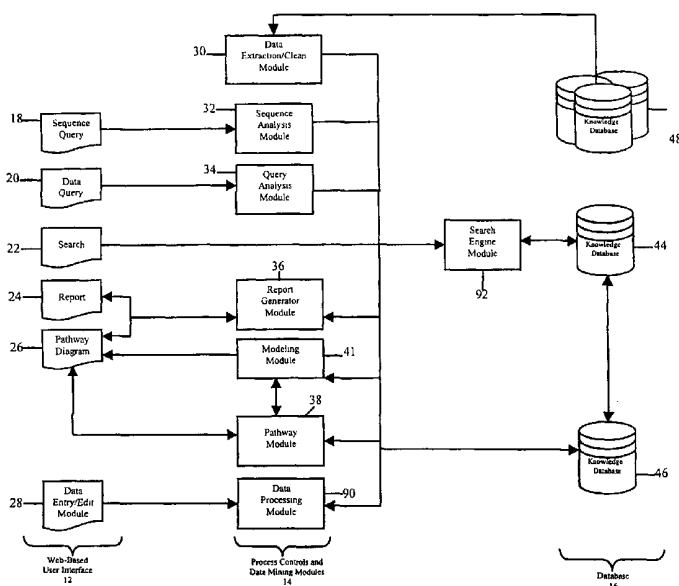 30
Data
Extraction/Clean
Module
18
Sequence
Query
32
Sequence
Analysis
Module
Knowledge
Database
48
20
Data
Query
34
Query
Analysis
Module
22
Search
Search
Engine
Module
92
Knowledge
Database
44
24
Report
36
Report
Generator
Module
26
Pathway
Diagram
Modeling
Module
41
38
Pathway
Module
Knowledge
Database
46
28
Data
Entry/Edit
Module
Data
Processing
Module
90
Web-Based
User Interface
12
Process Controls and
Data Mining Modules
14
Database
16